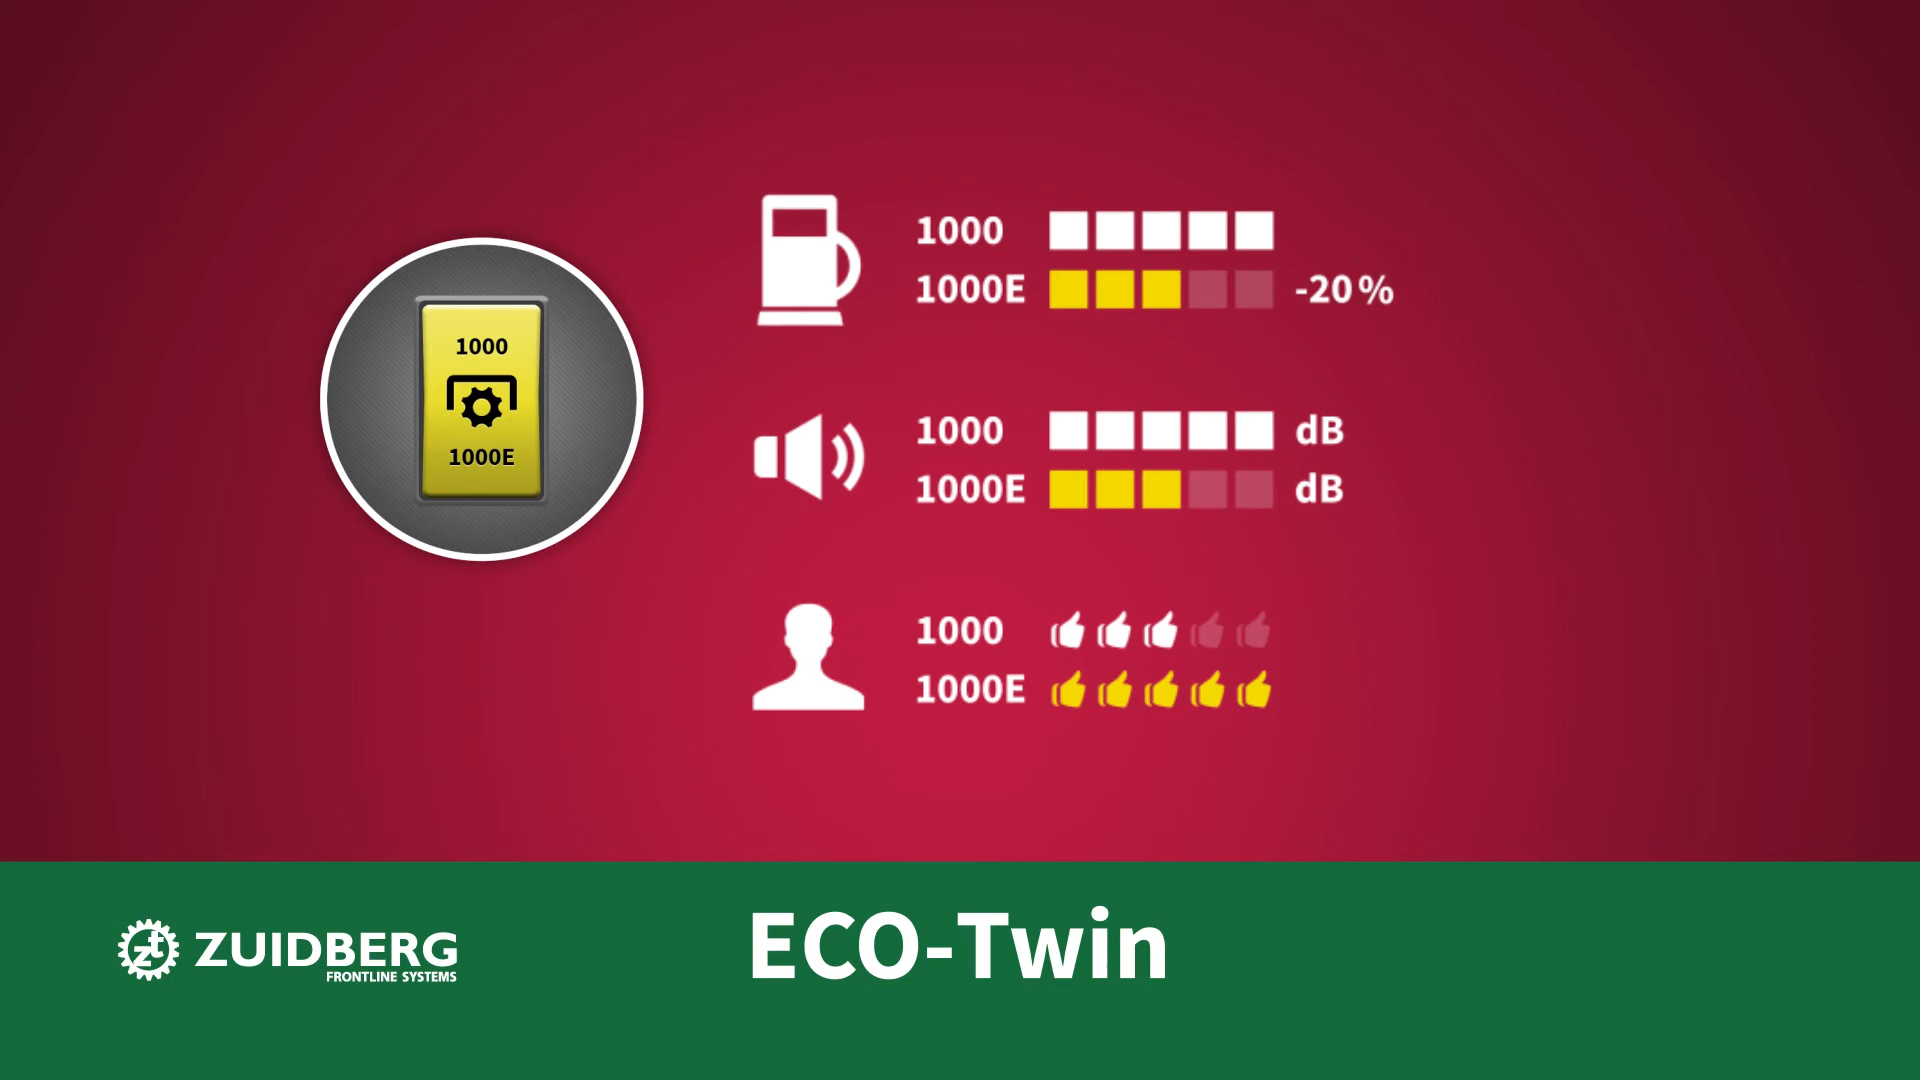 1000
1000E
1000
1000E -20%
1000 dB
1000E dB
1000
1000E
ZUIDBERG
FRONTLINE SYSTEMS
ECO-Twin